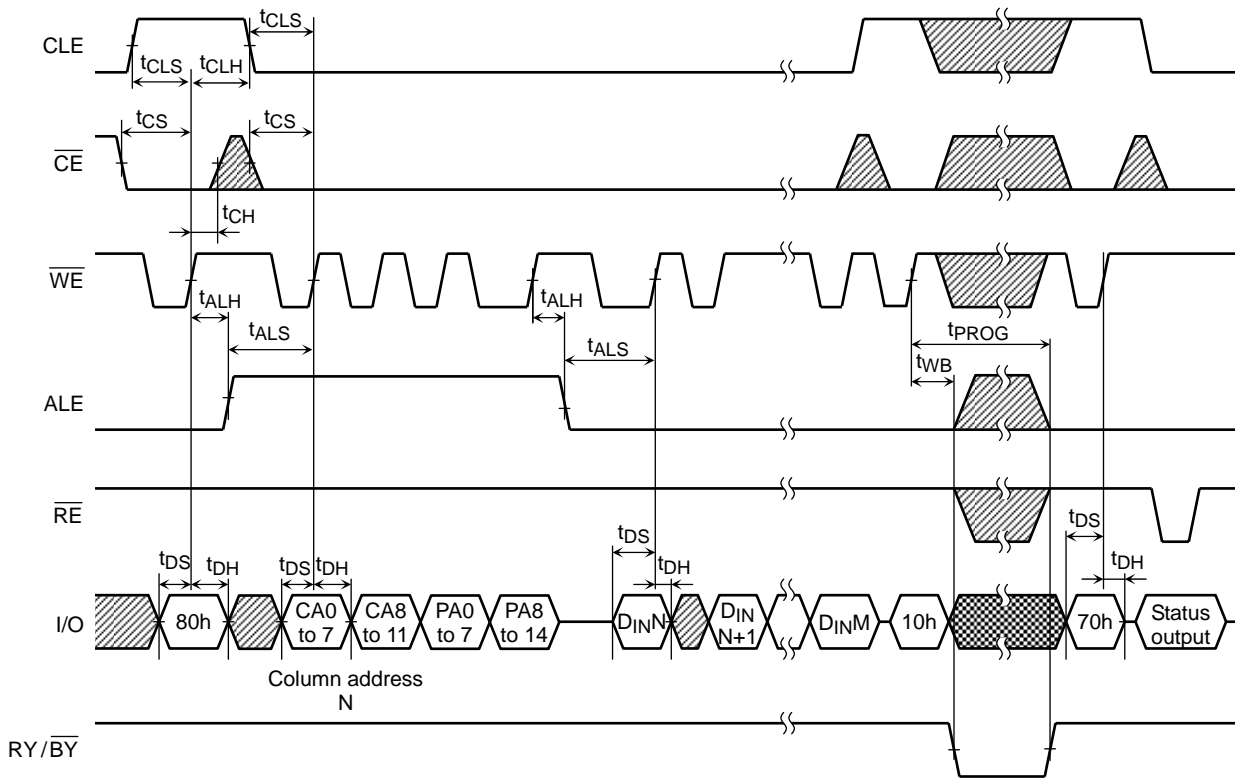 tCLS
CLE
tCLS tCLH
tCS tCS
CE
tCH
WE
tALH tALH
tALS tALS tPROG
tWB
ALE
RE
tDS tDH tDS tDH tDS tDH tDS tDH
I/O 80h CA0 to 7 CA8 to 11 PA0 to 7 PA8 to 14 DINN DIN N+1 DINM 10h 70h Status output
Column address
N
RY/BY